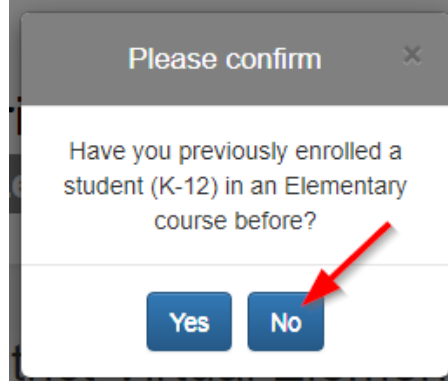 Please confirm ×
Have you previously enrolled a
student (K-12) in an Elementary
course before?
Yes No